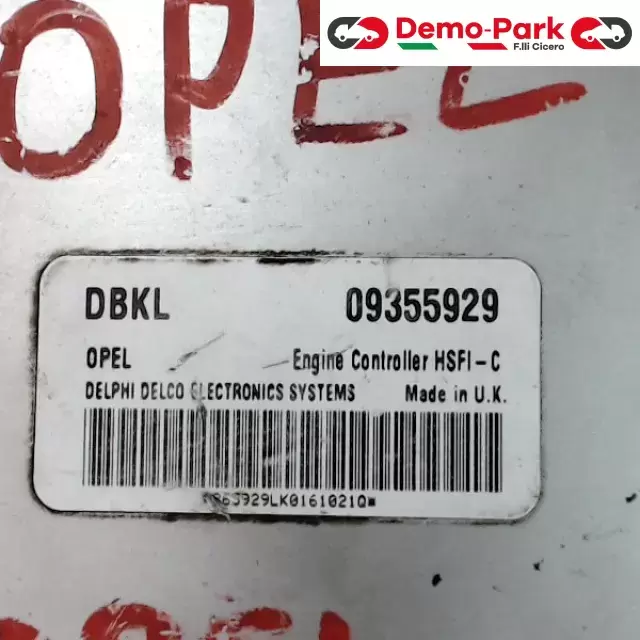 Demo-Park
F.lli Cicero
OPEL
DBKL 09355929
OPEL Engine Controller HSFI-C
DELPHI DELCO ELECTRONICS SYSTEMS Made in U.K.